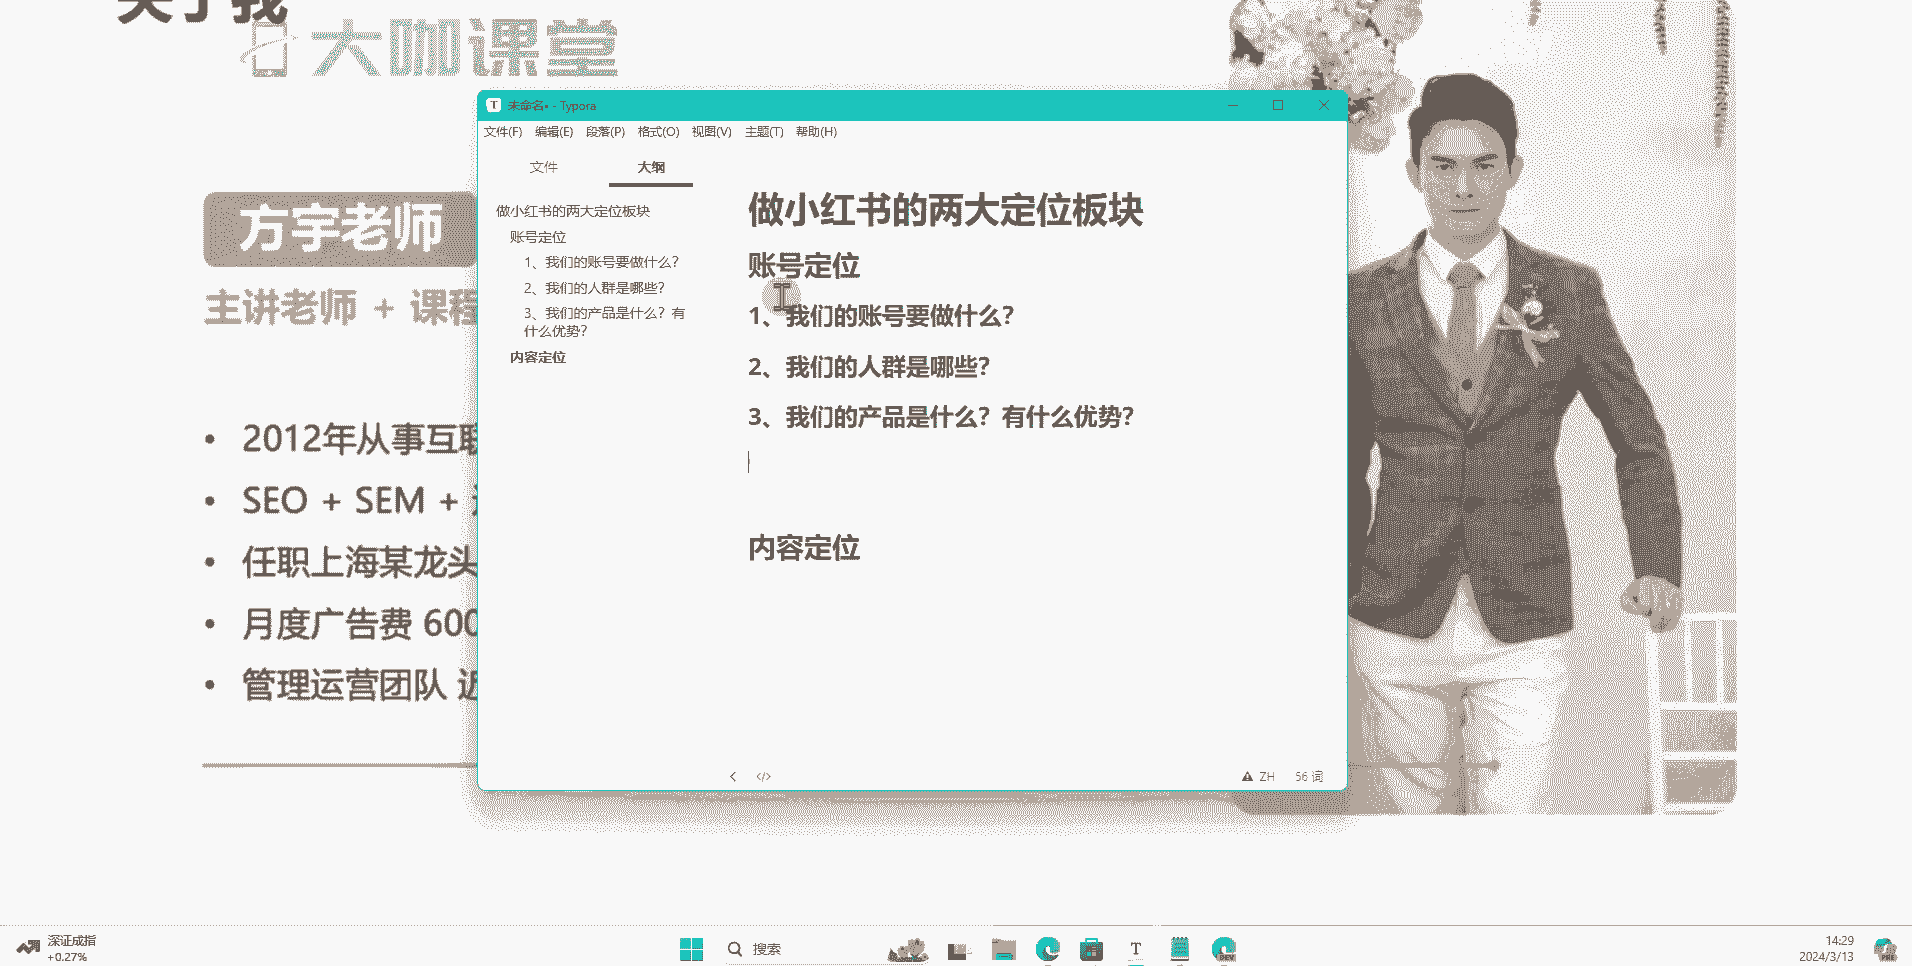 关于我
大咖课堂
方宇老师
主讲老师 + 课程
• 2012年从事互联
• SEO + SEM +
• 任职上海某龙头
• 月度广告费 600
• 管理运营团队 近
未命名• - Typora
文件(F) 编辑(E) 段落(P) 格式(O) 视图(V) 主题(T) 帮助(H)
文件 大纲
做小红书的两大定位板块
账号定位
1、我们的账号要做什么？
2、我们的人群是哪些？
3、我们的产品是什么？有
什么优势？
内容定位
做小红书的两大定位板块
账号定位
1、我们的账号要做什么？
2、我们的人群是哪些？
3、我们的产品是什么？有什么优势？
内容定位
ZH 56 词
深证成指
+0.27%
搜索
T
DEV
14:29
2024/3/13
PRE